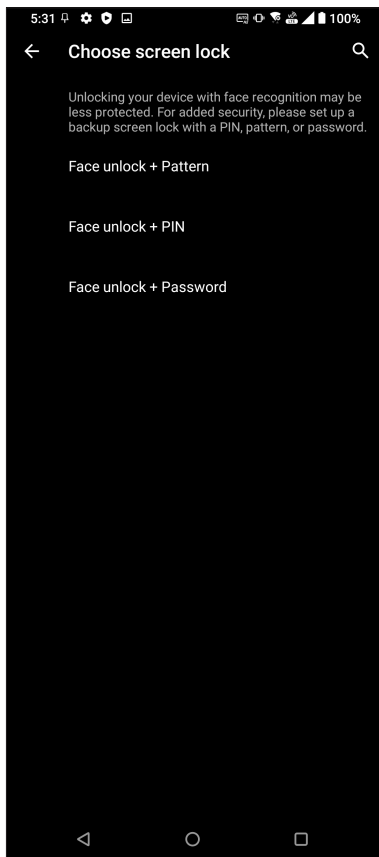 5:31 100%
Choose screen lock
Unlocking your device with face recognition may be
less protected. For added security, please set up a
backup screen lock with a PIN, pattern, or password.
Face unlock + Pattern
Face unlock + PIN
Face unlock + Password